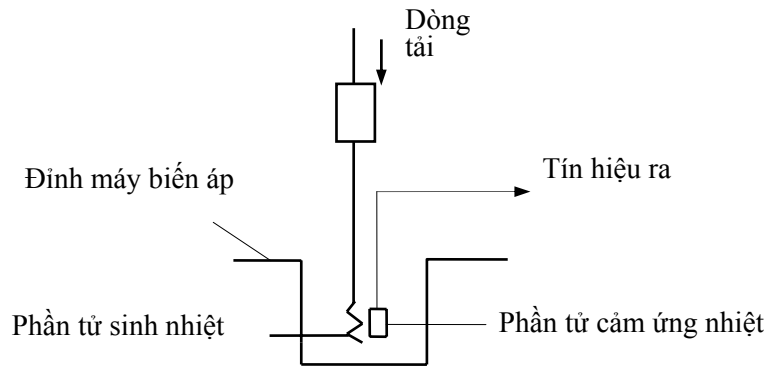 Dòng
tải
Tín hiệu ra
Đỉnh máy biến áp
Phần tử sinh nhiệt
Phần tử cảm ứng nhiệt